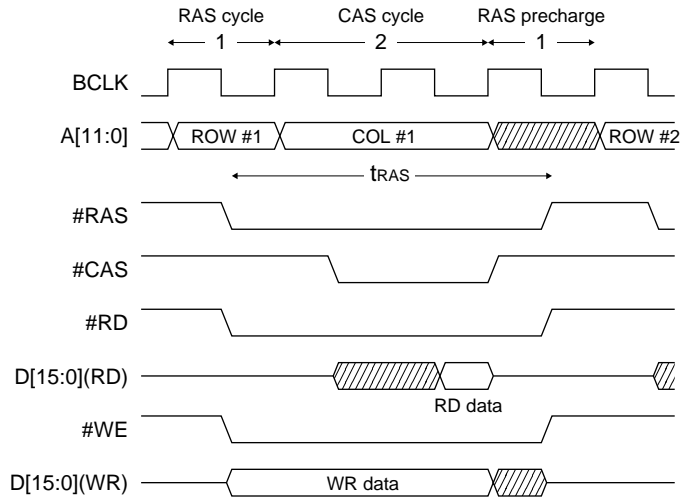 RAS cycle CAS cycle RAS precharge
1 2 1
BCLK
A[11:0] ROW #1 COL #1 ROW #2
tRAS
#RAS
#CAS
#RD
D[15:0](RD)
RD data
#WE
D[15:0](WR) WR data